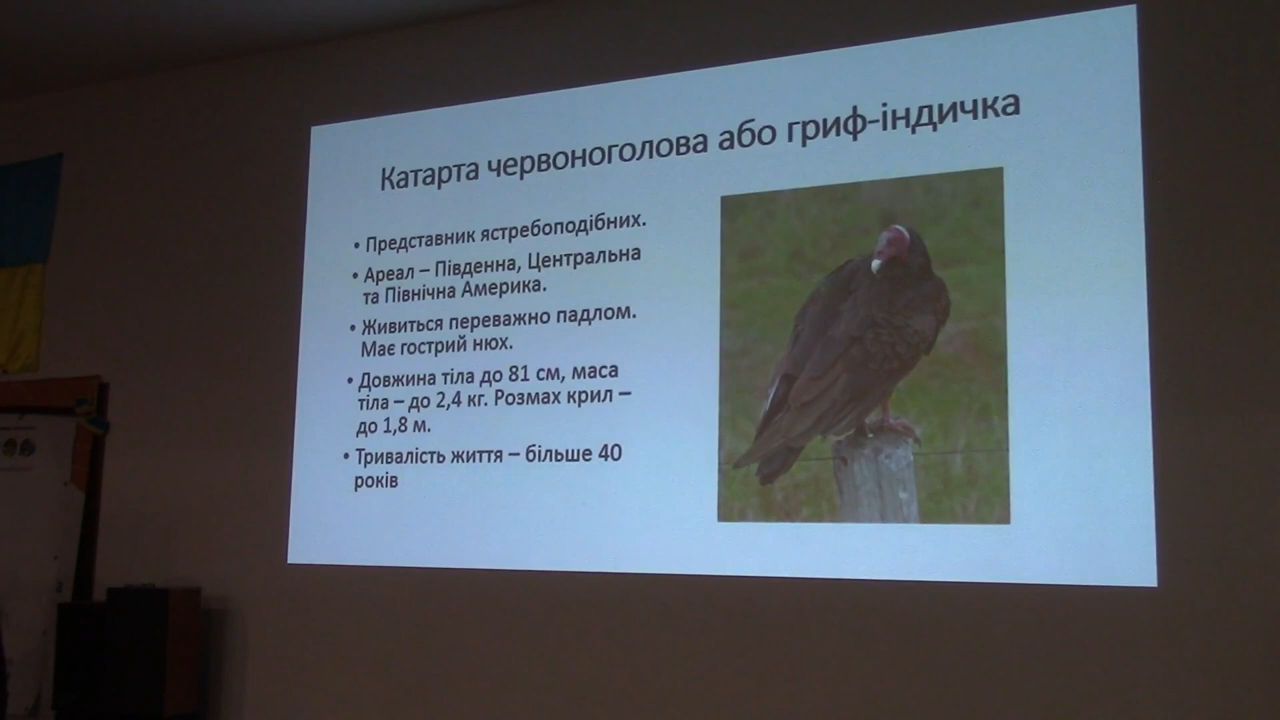 Катарта червоноголова або гриф-індичка
• Представник ястребоподібних.
• Ареал – Південна, Центральна
та Північна Америка.
• Живиться переважно падлом.
Має гострий нюх.
• Довжина тіла до 81 см, маса
тіла – до 2,4 кг. Розмах крил –
до 1,8 м.
• Тривалість життя – більше 40
років